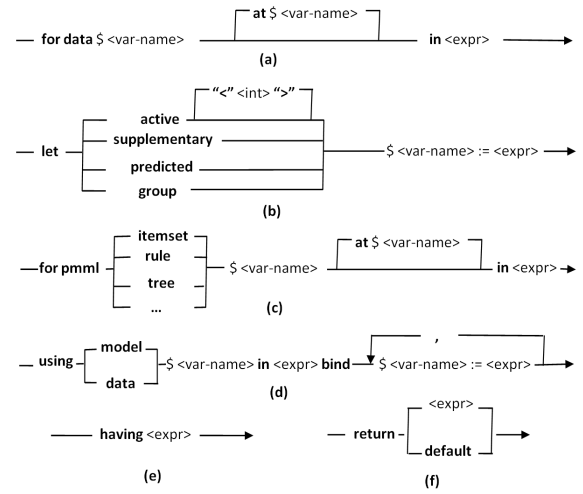 at $ <var-name>
for data $ <var-name> in <expr>
(a)
“<” <int> “>”
active
supplementary
let $ <var-name> := <expr>
predicted
group
(b)
itemset
at $ <var-name>
rule
for pmml $ <var-name> in <expr>
tree
...
(c)
,
model
using $ <var-name> in <expr> bind $ <var-name> := <expr>
data
(d)
<expr>
having <expr> return
default
(e)
(f)